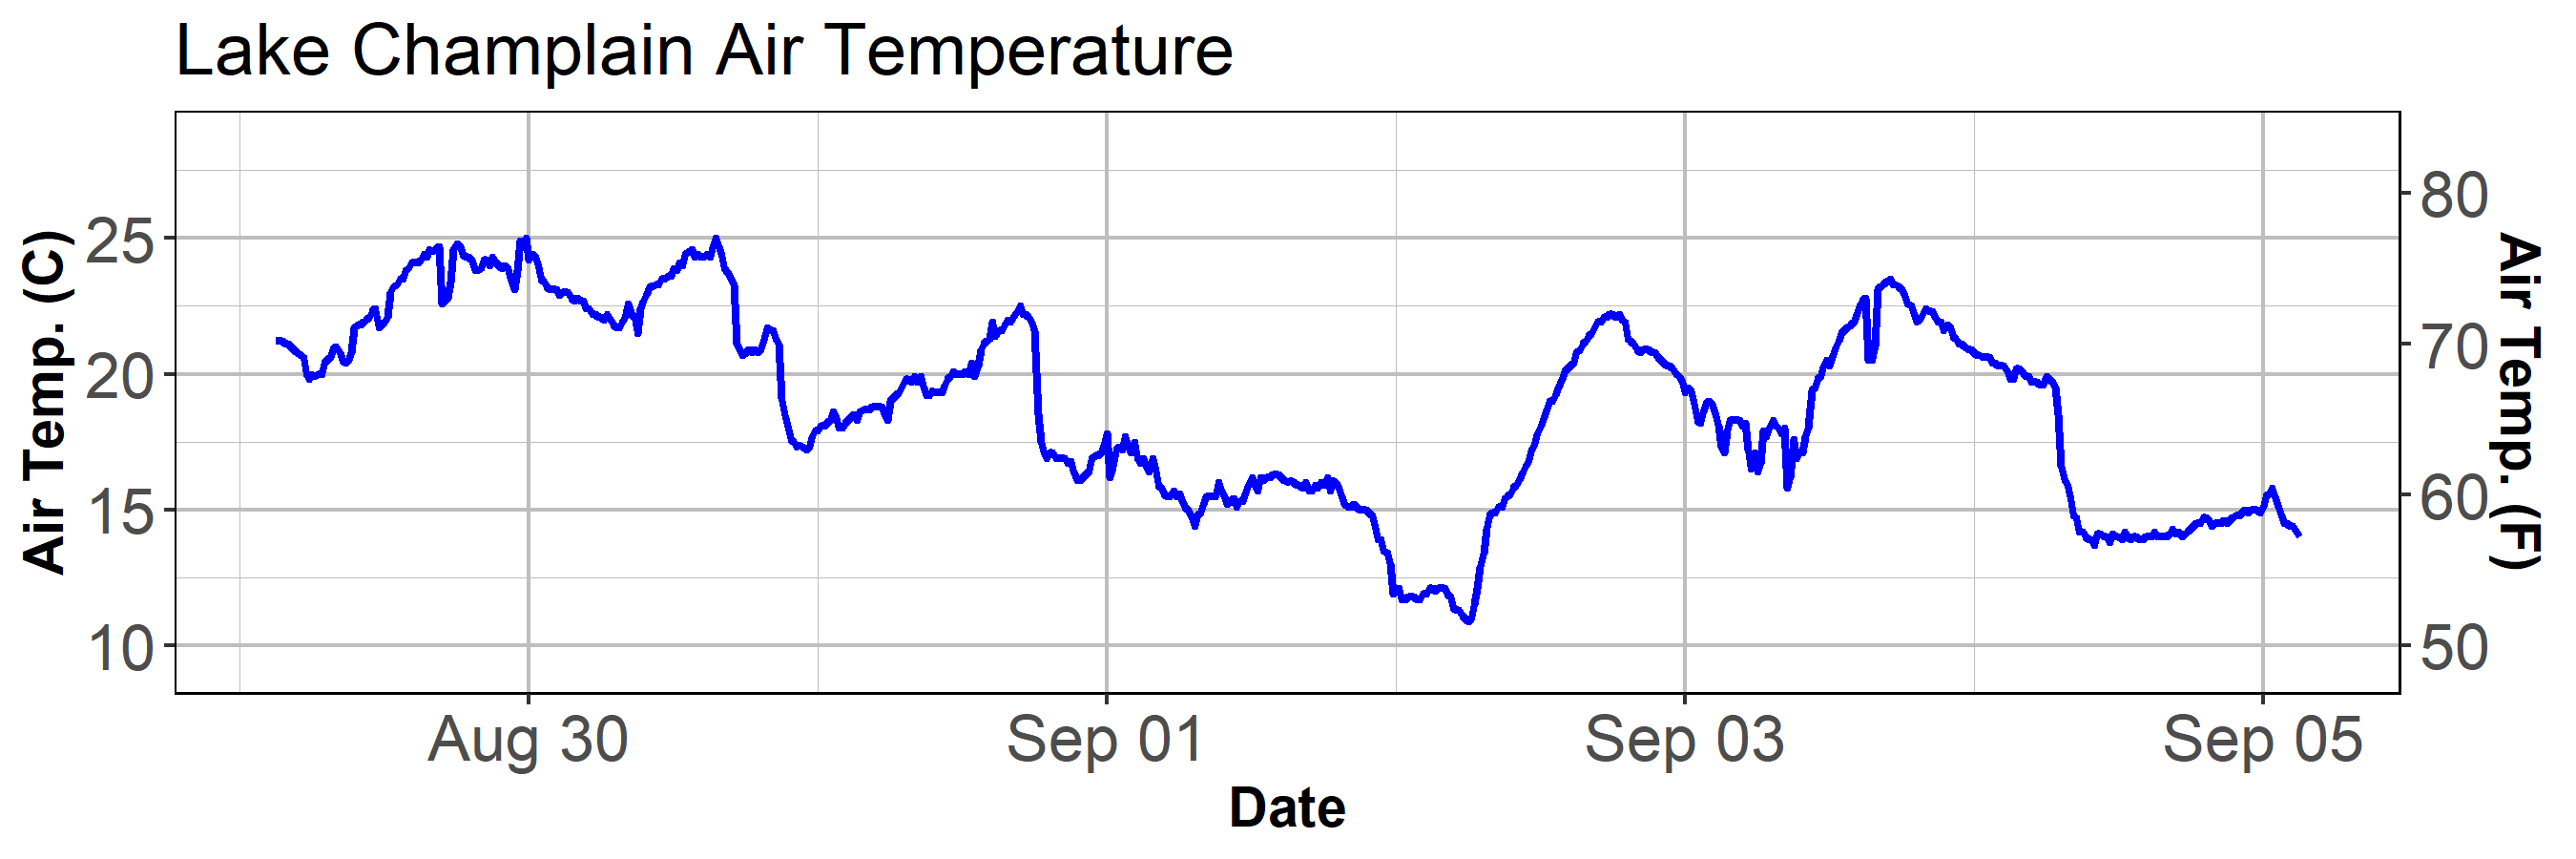 Lake Champlain Air Temperature
Air Temp. (C)
25
20
15
10
80
70
60
50
Air Temp. (F)
Aug 30
Sep 01
Sep 03
Sep 05
Date